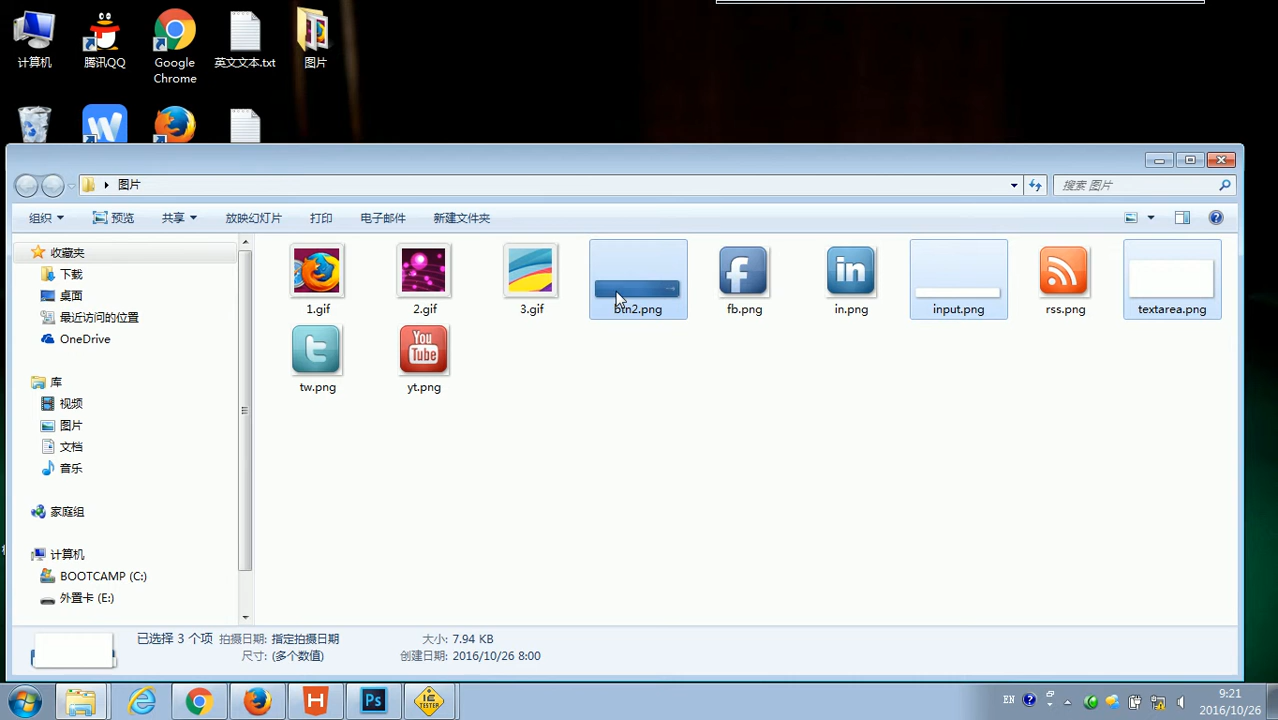 计算机
腾讯QQ
Google
Chrome
英文文本.txt
图片
图片
搜索 图片
组织
预览
共享
放映幻灯片
打印
电子邮件
新建文件夹
收藏夹
下载
桌面
最近访问的位置
OneDrive
库
视频
图片
文档
音乐
家庭组
计算机
BOOTCAMP (C:)
外置卡 (E:)
1.gif
2.gif
3.gif
btn2.png
fb.png
in.png
input.png
rss.png
textarea.png
You
Tube
tw.png
yt.png
已选择 3 个项
拍摄日期: 指定拍摄日期
大小: 7.94 KB
尺寸: (多个数值)
创建日期: 2016/10/26 8:00
H
Ps
IE
TESTER
EN
9:21
2016/10/26